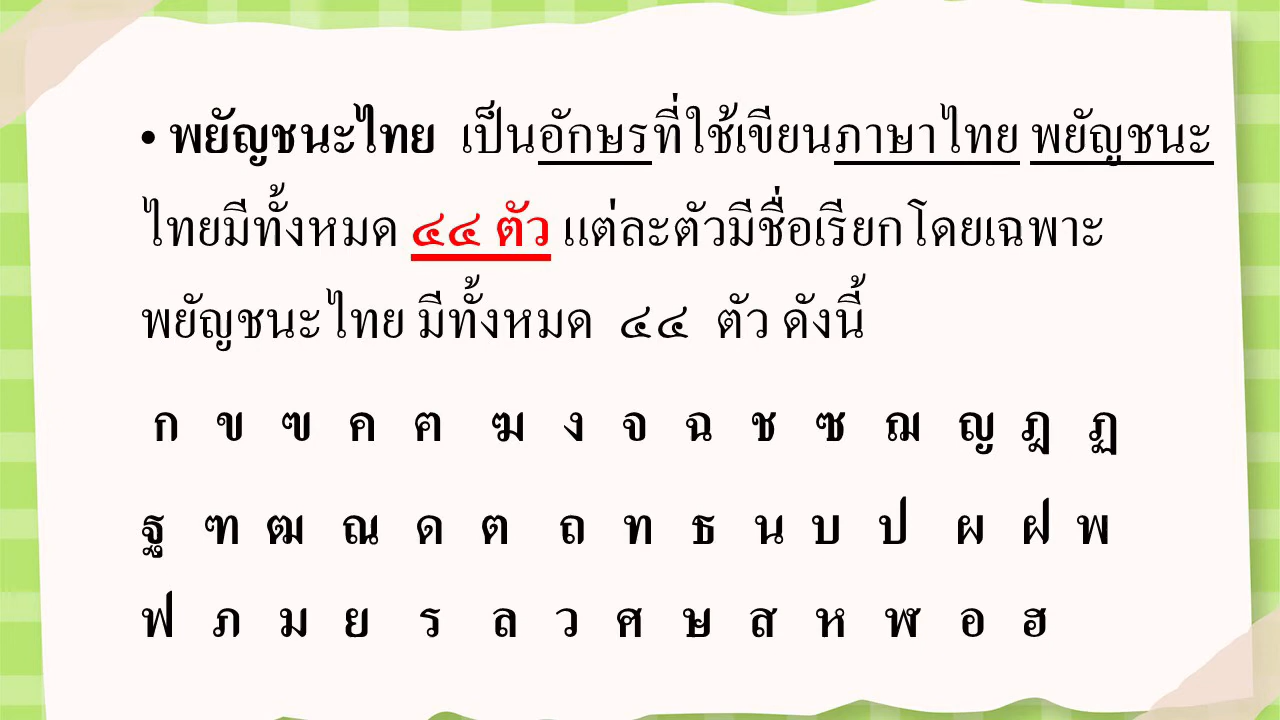 • พยัญชนะไทย เป็นอักษรที่ใช้เขียนภาษาไทย พยัญชนะ
ไทยมีทั้งหมด ๔๔ ตัว แต่ละตัวมีชื่อเรียกโดยเฉพาะ
พยัญชนะไทย มีทั้งหมด ๔๔ ตัว ดังนี้
ก ข ฃ ค ฅ ฆ ง จ ฉ ช ซ ฌ ญ ฎ ฏ
ฐ ฑ ฒ ณ ด ต ถ ท ธ น บ ป ผ ฝ พ
ฟ ภ ม ย ร ล ว ศ ษ ส ห ฬ อ ฮ